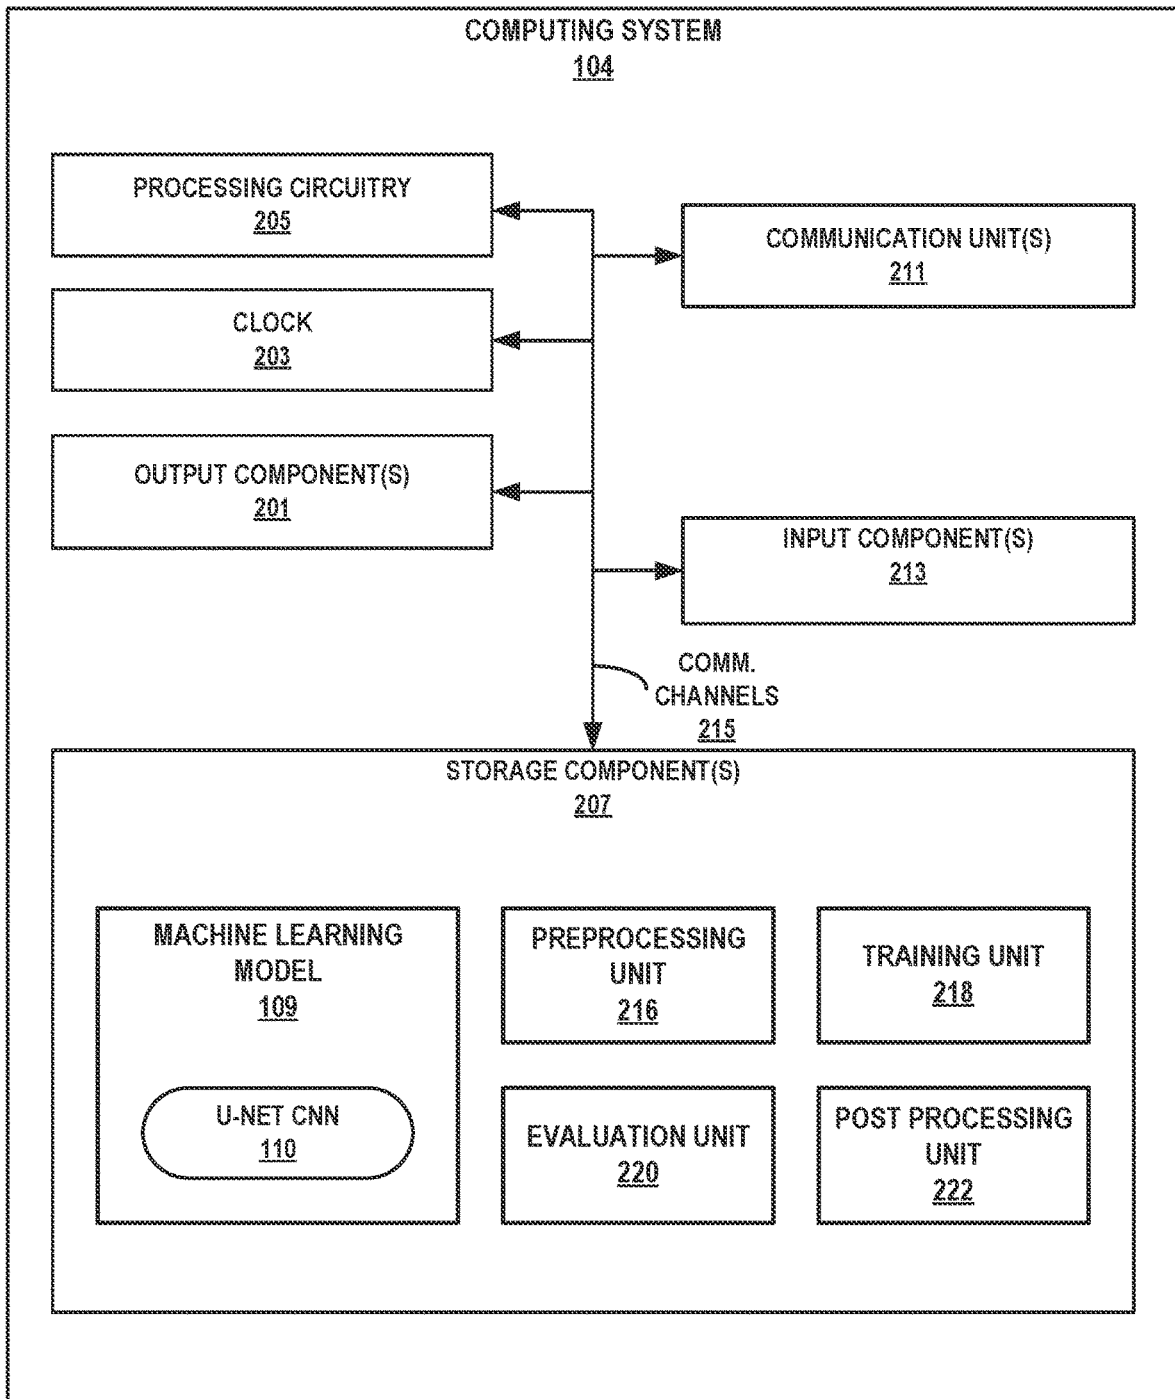 COMPUTING SYSTEM
104
PROCESSING CIRCUITRY
205
COMMUNICATION UNIT(S)
211
CLOCK
203
OUTPUT COMPONENT(S)
201
INPUT COMPONENT(S)
213
COMM.
CHANNELS
215
STORAGE COMPONENT(S)
207
MACHINE LEARNING
MODEL
109
U-NET CNN
110
PREPROCESSING
UNIT
216
TRAINING UNIT
218
EVALUATION UNIT
220
POST PROCESSING
UNIT
222